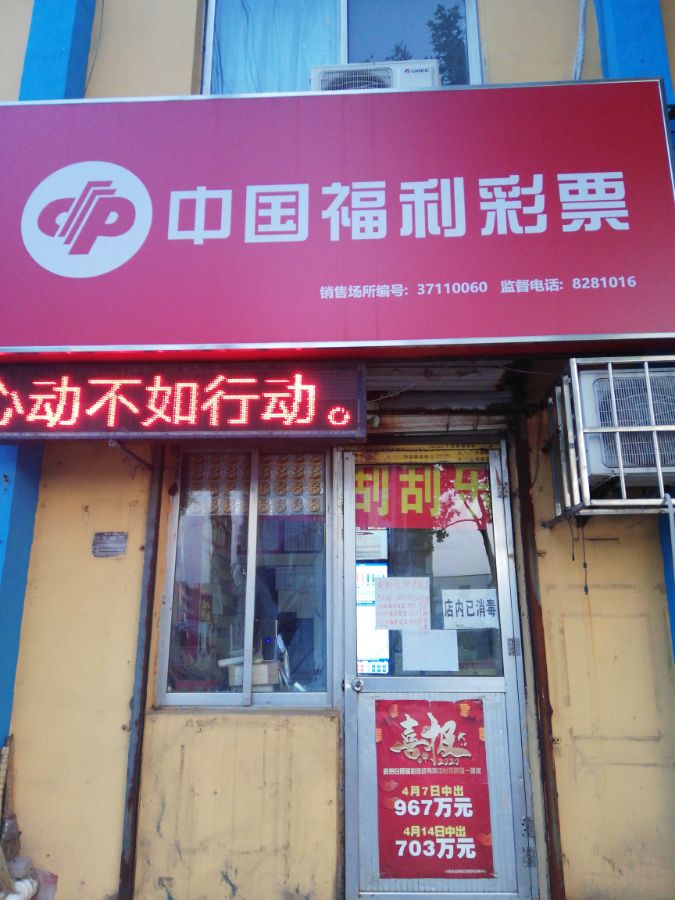 中国福利彩票
销售场所编号: 37110060 监督电话: 8281016
心动不如行动。
刮刮乐
店内已消毒
喜报
2020
4月7日中出
967万元
4月14日中出
703万元